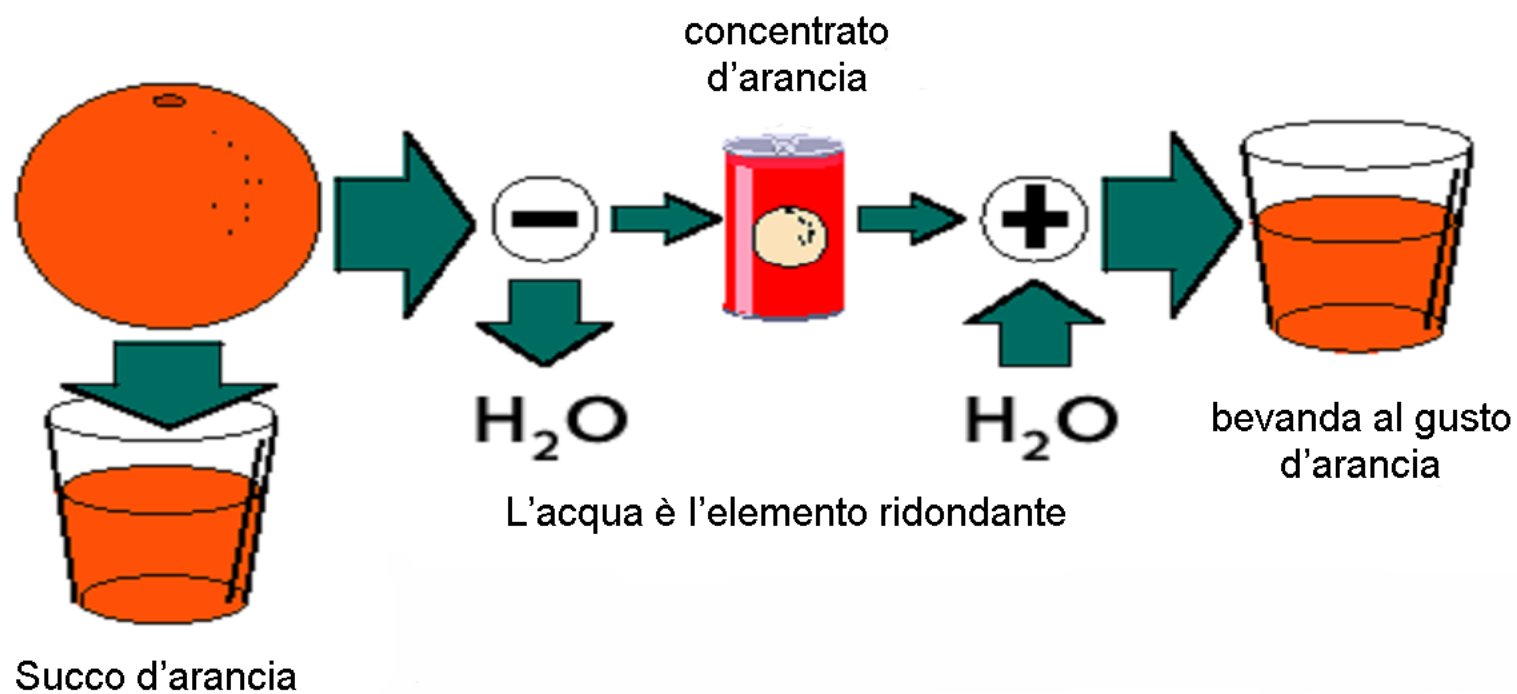 concentrato
d'arancia
H₂O
H₂O
bevanda al gusto
d'arancia
L'acqua è l'elemento ridondante
Succo d'arancia